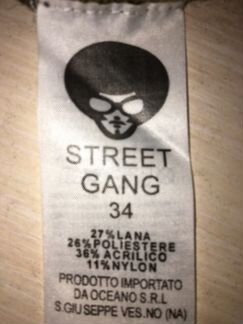 STREET
GANG
34
27%LANA
26%POLIESTERE
36%ACRILICO
11%NYLON
PRODOTTO IMPORTATO
DA OCEANO S.R.L
S.GIUSEPPE VES.NO (NA)